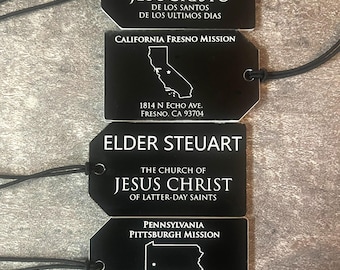 DE LOS SANTOS
DE LOS ULTIMOS DIAS
CALIFORNIA FRESNO MISSION
1814 N ECHO AVE.
FRESNO, CA 93704
ELDER STEUART
THE CHURCH OF
JESUS CHRIST
OF LATTER-DAY SAINTS
PENNSYLVANIA
PITTSBURGH MISSION